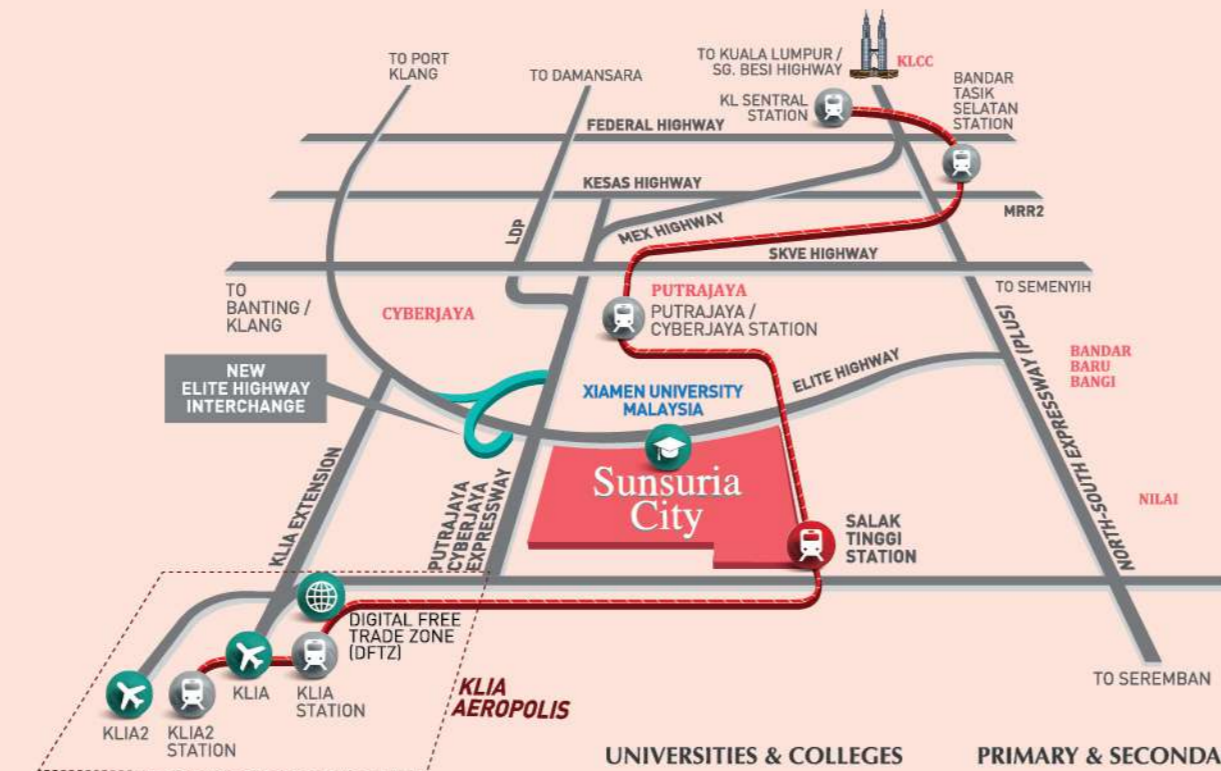 TO PORT
KLANG
TO DAMANSARA
TO KUALA LUMPUR /
SG. BESI HIGHWAY
KLCC
KL SENTRAL
STATION
BANDAR
TASIK
SELATAN
STATION
FEDERAL HIGHWAY
KESAS HIGHWAY
MRR2
LDP
MEX HIGHWAY
SKVE HIGHWAY
TO
BANTING /
KLANG
CYBERJAYA
PUTRAJAYA
PUTRAJAYA /
CYBERJAYA STATION
TO SEMENYIH
NEW
ELITE HIGHWAY
INTERCHANGE
XIAMEN UNIVERSITY
MALAYSIA
ELITE HIGHWAY
BANDAR
BARU
BANGI
NORTH-SOUTH EXPRESSWAY (PLUS)
Sunsuria
City
NILAI
KLIA EXTENSION
PUTRAJAYA
CYBERJAYA
EXPRESSWAY
SALAK
TINGGI
STATION
DIGITAL FREE
TRADE ZONE
(DFTZ)
KLIA
KLIA
STATION
KLIA
AEROPOLIS
TO SEREMBAN
KLIA2
KLIA2
STATION
UNIVERSITIES & COLLEGES
PRIMARY & SECONDA